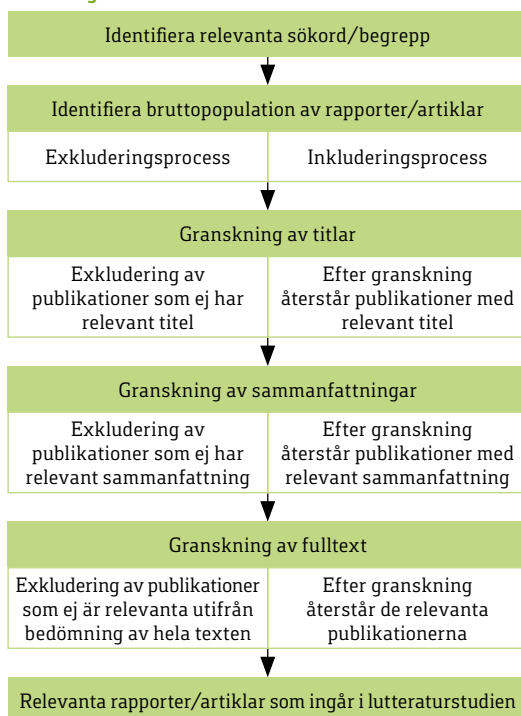 Identifiera relevanta sökord/begrepp
Identifiera bruttopopulation av rapporter/artiklar
Exkluderingsprocess
Inkluderingsprocess
Granskning av titlar
Exkludering av
publikationer som ej har
relevant titel
Efter granskning
återstår publikationer med
relevant titel
Granskning av sammanfattningar
Exkludering av
publikationer som ej har
relevant sammanfattning
Efter granskning
återstår publikationer med
relevant sammanfattning
Granskning av fulltext
Exkludering av publikationer
som ej är relevanta utifrån
bedömning av hela texten
Efter granskning
återstår de relevanta
publikationerna
Relevanta rapporter/artiklar som ingår i lutteraturstudien